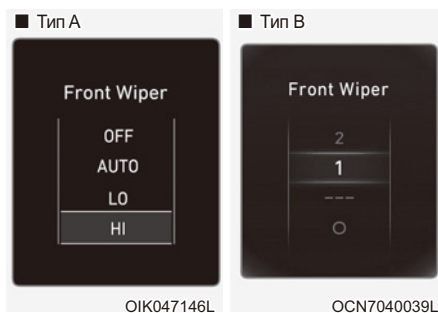 ■ Тип A
Front Wiper
OFF
AUTO
LO
HI
OIK047146L
■ Тип B
Front Wiper
2
1
---
O
OCN7040039L